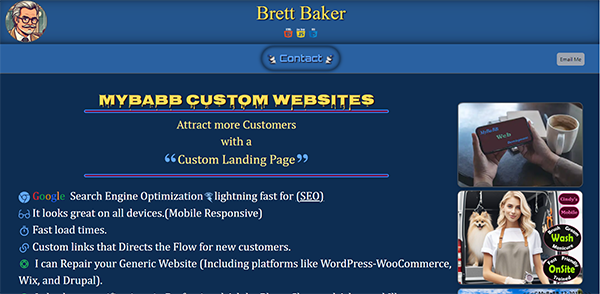 Brett Baker
Contact
Email Me
MYBABB CUSTOM WEBSITES
Attract more Customers
with a
“Custom Landing Page”
Google Search Engine Optimization lightning fast for (SEO)
It looks great on all devices.(Mobile Responsive)
Fast load times.
Custom links that Directs the Flow for new customers.
I can Repair your Generic Website (Including platforms like WordPress-WooCommerce,
Wix, and Drupal).
MyBaBB
Web
Cindy's
Mobile
Wash
OnSite